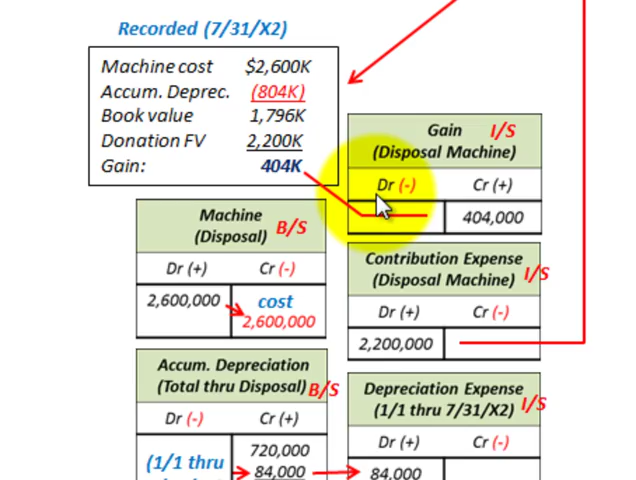 Recorded (7/31/X2)
Machine cost $2,600K
Accum. Deprec. (804K)
Book value 1,796K
Donation FV 2,200K
Gain: 404K
Gain I/S
(Disposal Machine)
Dr (-) Cr (+)
404,000
Machine
(Disposal) B/S
Dr (+) Cr (-)
2,600,000 cost
2,600,000
Contribution Expense
(Disposal Machine) I/S
Dr (+) Cr (-)
2,200,000
Accum. Depreciation
(Total thru Disposal) B/S
Dr (-) Cr (+)
720,000
(1/1 thru 84,000
Depreciation Expense
(1/1 thru 7/31/X2) I/S
Dr (+) Cr (-)
84,000